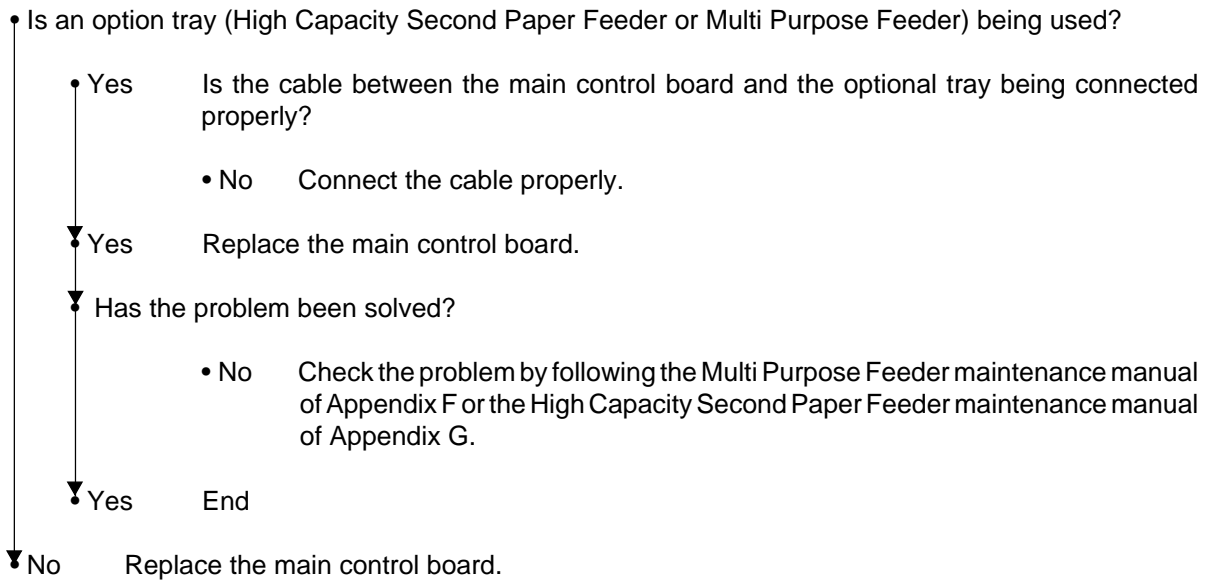 • Is an option tray (High Capacity Second Paper Feeder or Multi Purpose Feeder) being used?
• Yes Is the cable between the main control board and the optional tray being connected
properly?
• No Connect the cable properly.
• Yes Replace the main control board.
• Has the problem been solved?
• No Check the problem by following the Multi Purpose Feeder maintenance manual
of Appendix F or the High Capacity Second Paper Feeder maintenance manual
of Appendix G.
• Yes End
• No Replace the main control board.